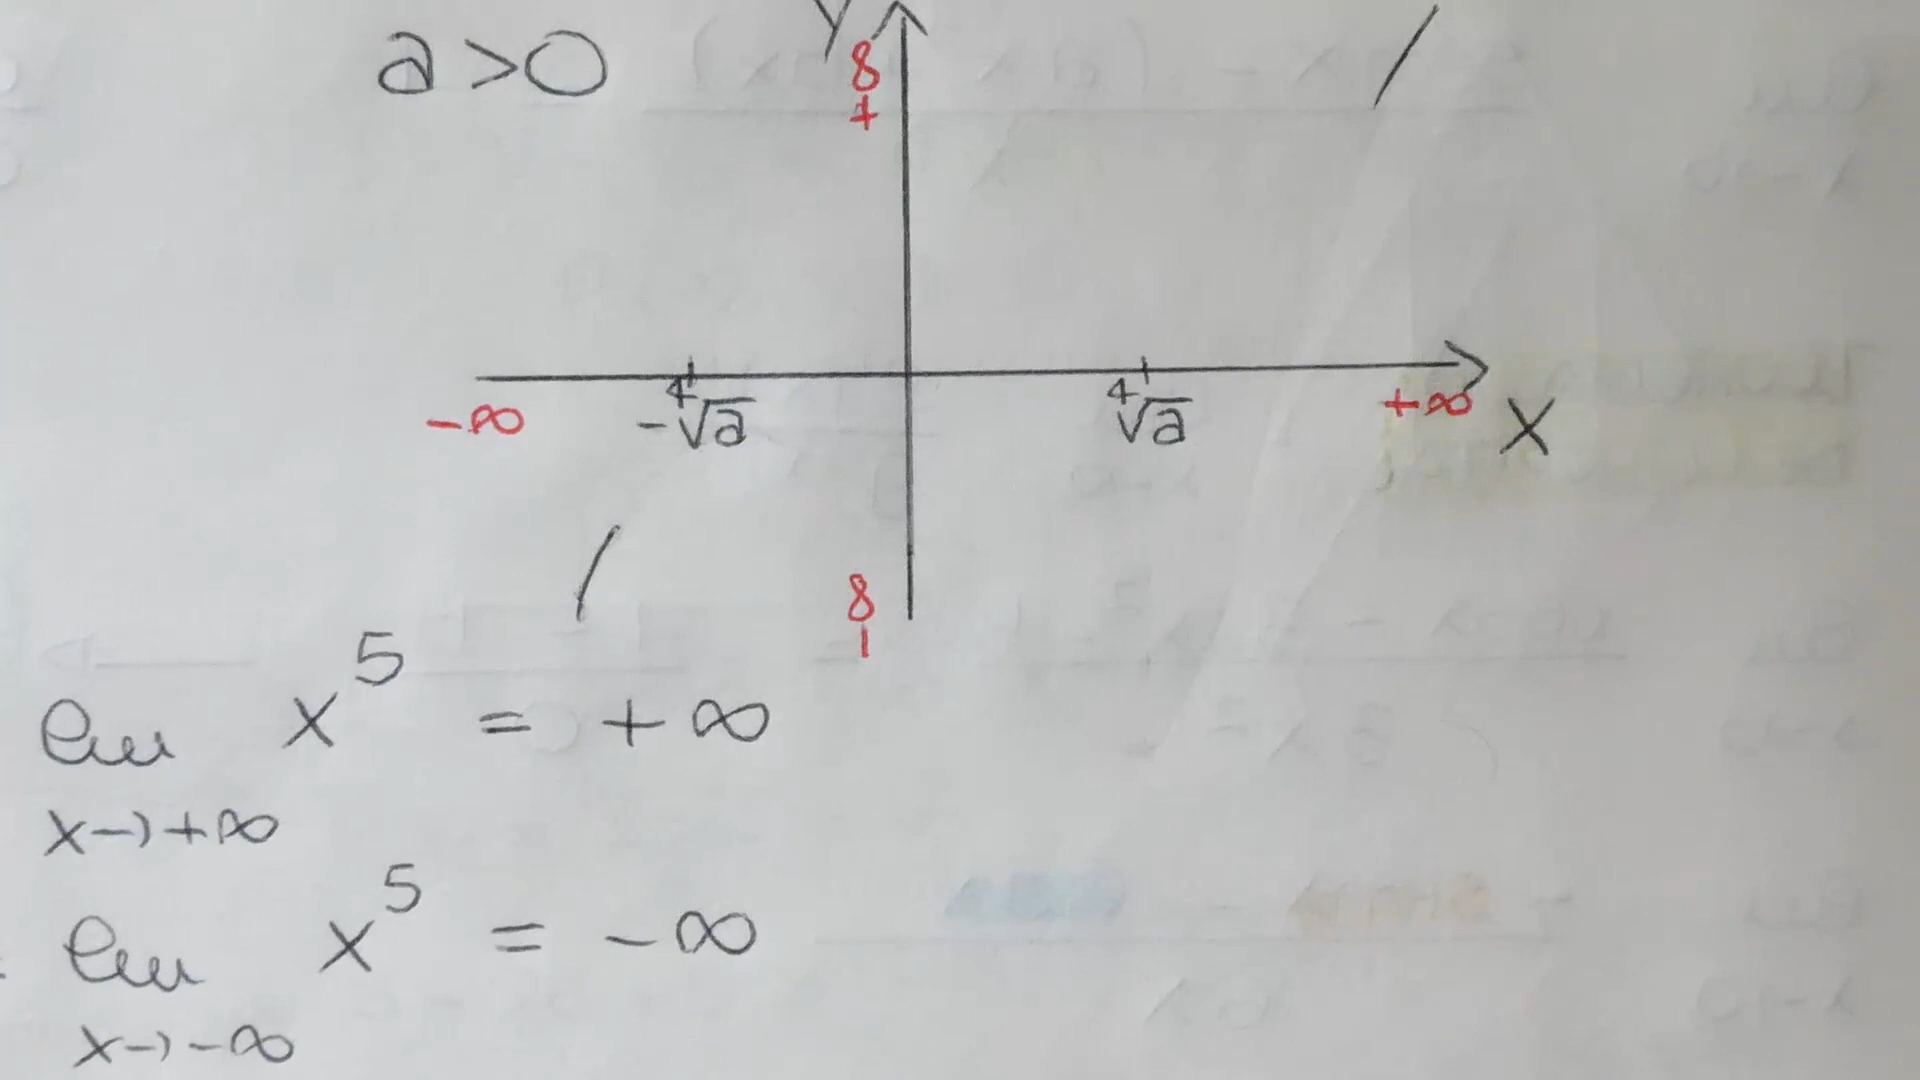 a > 0
y
+∞
-∞
-⁴√a
⁴√a
+∞
x
-∞
lim x⁵ = +∞
x→+∞
lim x⁵ = -∞
x→-∞